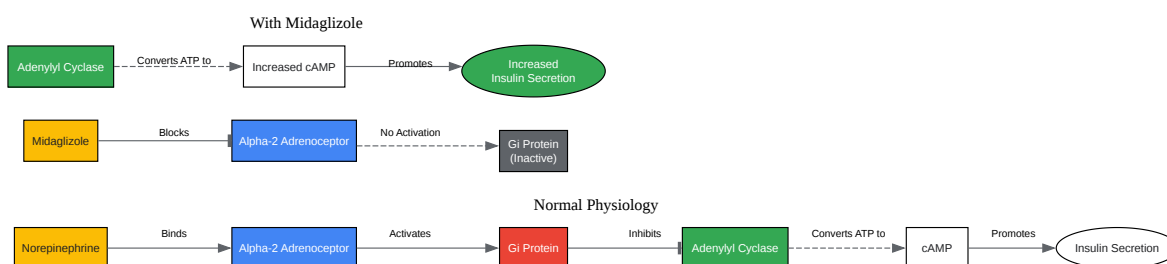 With Midaglizole
Adenylyl Cyclase
Converts ATP to
Increased cAMP
Promotes
Increased
Insulin Secretion
Midaglizole
Blocks
Alpha-2 Adrenoceptor
No Activation
Gi Protein
(Inactive)
Normal Physiology
Norepinephrine
Binds
Alpha-2 Adrenoceptor
Activates
Gi Protein
Inhibits
Adenylyl Cyclase
Converts ATP to
cAMP
Promotes
Insulin Secretion